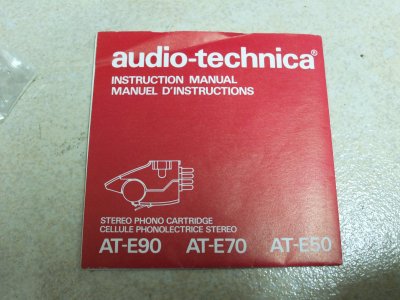 audio-technica®
INSTRUCTION MANUAL
MANUEL D'INSTRUCTIONS
STEREO PHONO CARTRIDGE
CELLULE PHONOLECTRICE STEREO
AT-E90 AT-E70 AT-E50